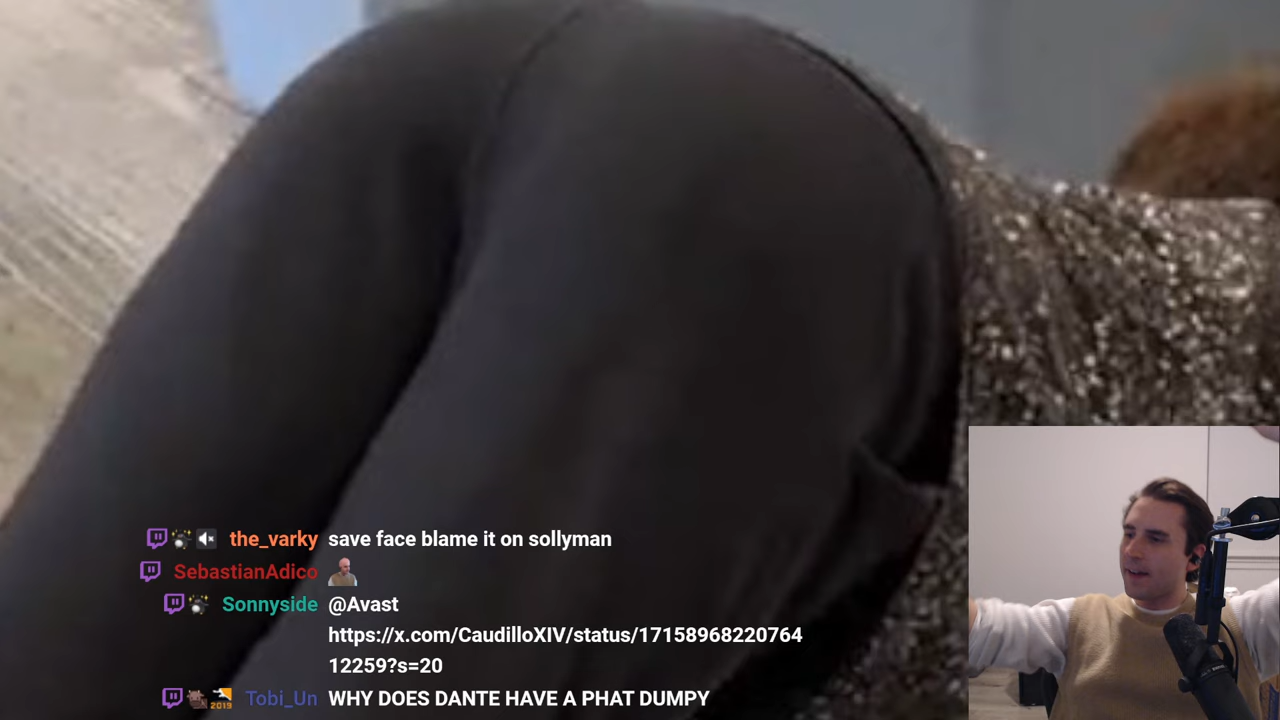 the_varky save face blame it on sollyman
SebastianAdico
Sonnyside @Avast
https://x.com/CaudilloXIV/status/17158968220764
12259?s=20
2019 Tobi_Un WHY DOES DANTE HAVE A PHAT DUMPY